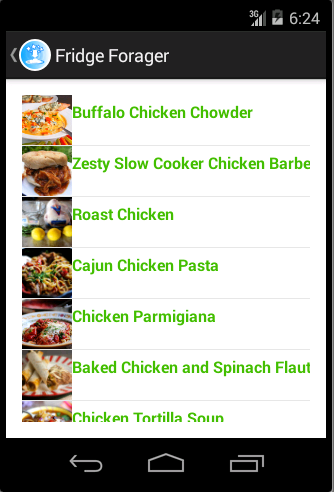 3G
6:24
Fridge Forager
Buffalo Chicken Chowder
Zesty Slow Cooker Chicken Barbe
Roast Chicken
Cajun Chicken Pasta
Chicken Parmigiana
Baked Chicken and Spinach Flaut
Chicken Tortilla Soup